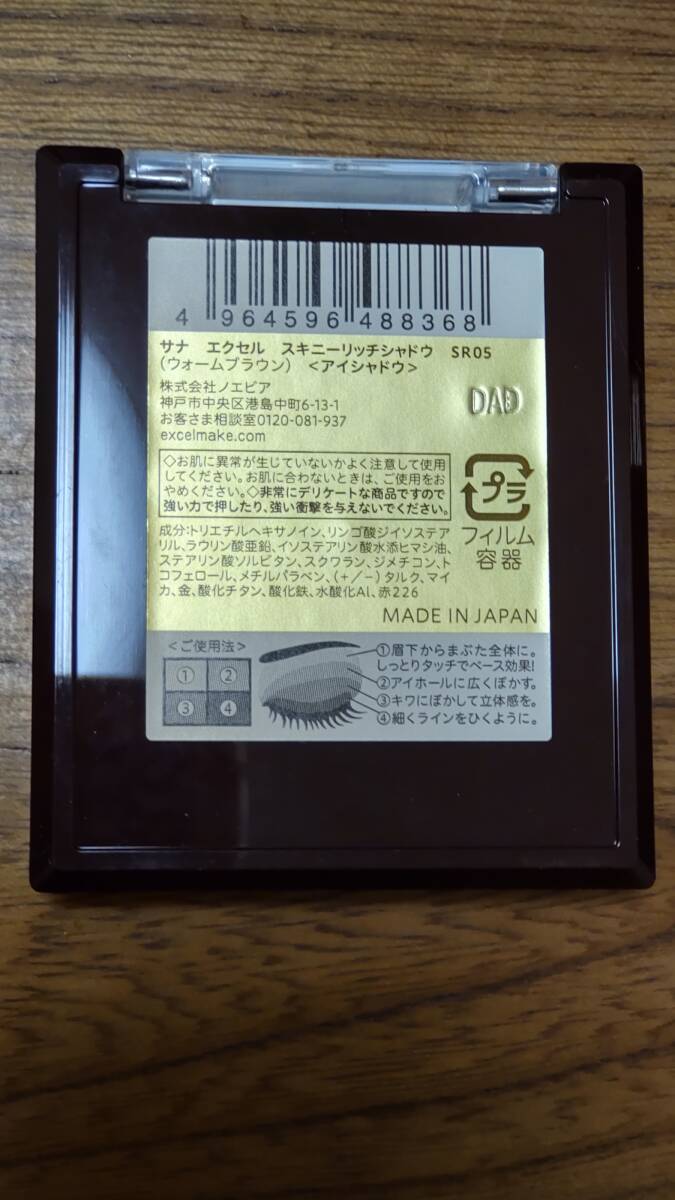 4 964596 488368
サナ エクセル スキニーリッチシャドウ SR05
（ウォームブラウン） ＜アイシャドウ＞
株式会社ノエビア
神戸市中央区港島中町6-13-1
お客さま相談室0120-081-937
excelmake.com
DAD
◇お肌に異常が生じていないかよく注意して使用
してください。お肌に合わないときは、ご使用をお
やめください。◇非常にデリケートな商品ですので
強い力で押したり、強い衝撃を与えないでください。
プラ
フィルム
容器
成分:トリエチルヘキサノイン、リンゴ酸ジイソステア
リル、ラウリン酸亜鉛、イソステアリン酸水添ヒマシ油、
ステアリン酸ソルビタン、スクワラン、ジメチコン、ト
コフェロール、メチルパラベン、（＋/－）タルク、マイ
カ、金、酸化チタン、酸化鉄、水酸化Al、赤226
MADE IN JAPAN
＜ご使用法＞
① ②
③ ④
①眉下からまぶた全体に。
しっとりタッチでベース効果!
②アイホールに広くぼかす。
③キワにぼかして立体感を。
④細くラインをひくように。